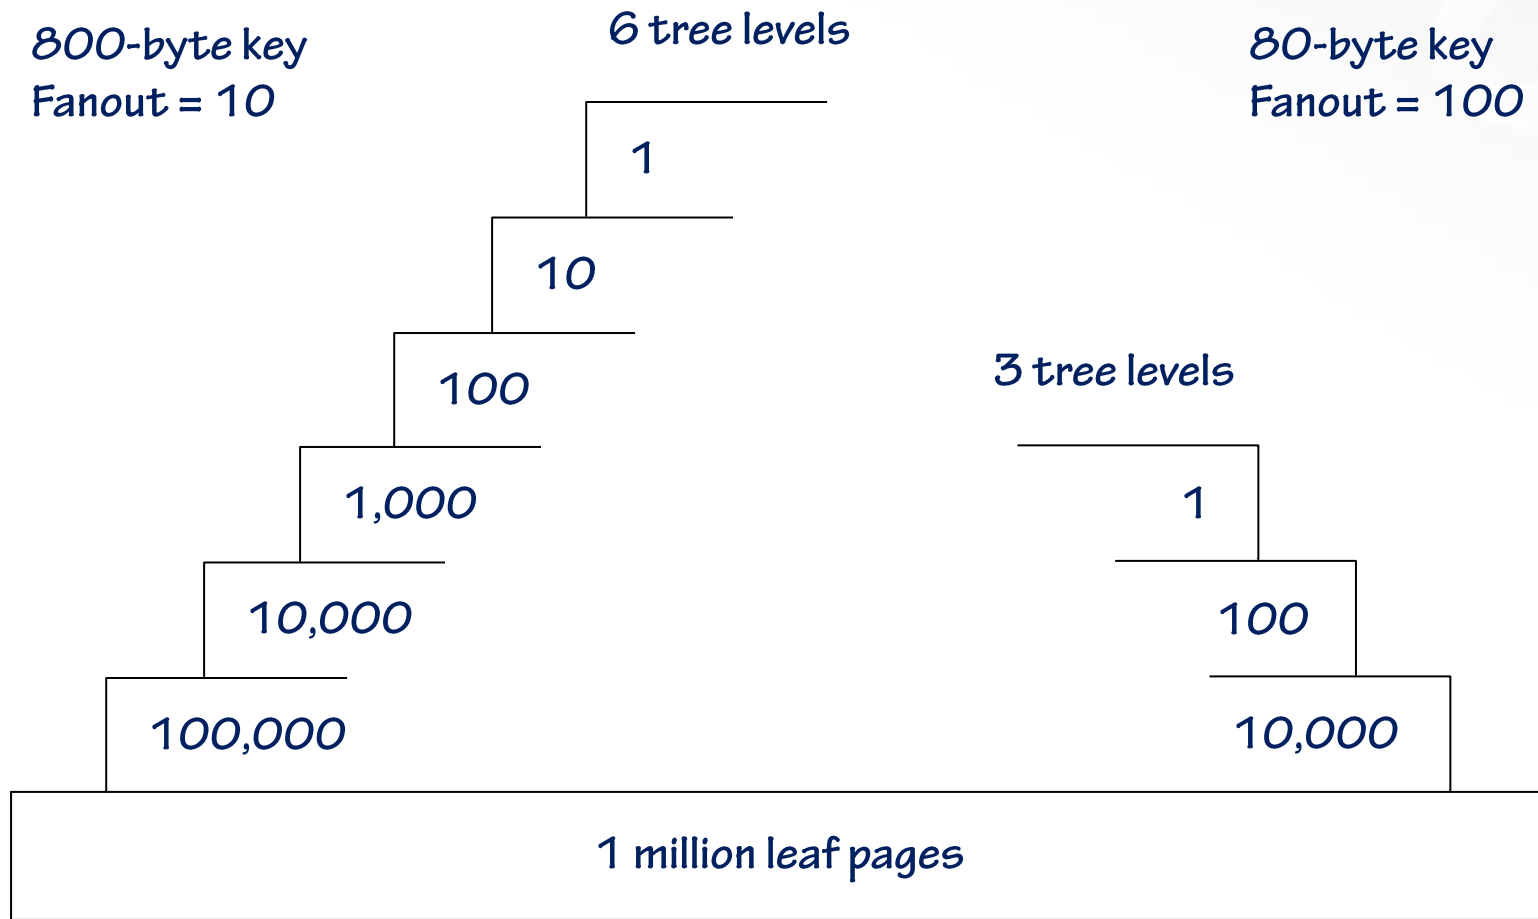 800-byte key
Fanout = 10
6 tree levels
80-byte key
Fanout = 100
1
10
100
1,000
10,000
100,000
3 tree levels
1
100
10,000
1 million leaf pages